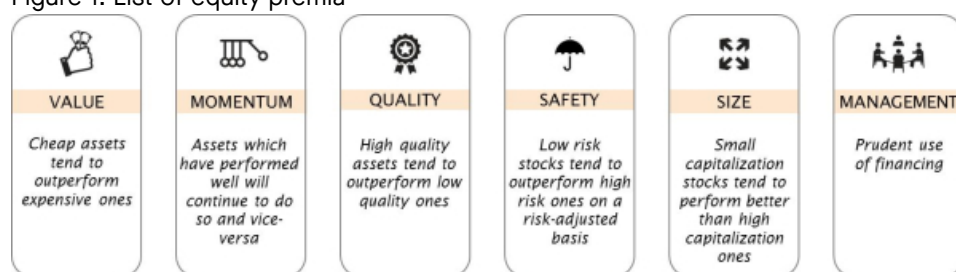 Figure 1: List of equity premia
VALUE
Cheap assets
tend to
outperform
expensive ones
MOMENTUM
Assets which
have performed
well will
continue to do
so and vice-
versa
QUALITY
High quality
assets tend to
outperform low
quality ones
SAFETY
Low risk
stocks tend to
outperform high
risk ones on a
risk-adjusted
basis
SIZE
Small
capitalization
stocks tend to
perform better
than high
capitalization
ones
MANAGEMENT
Prudent use
of financing